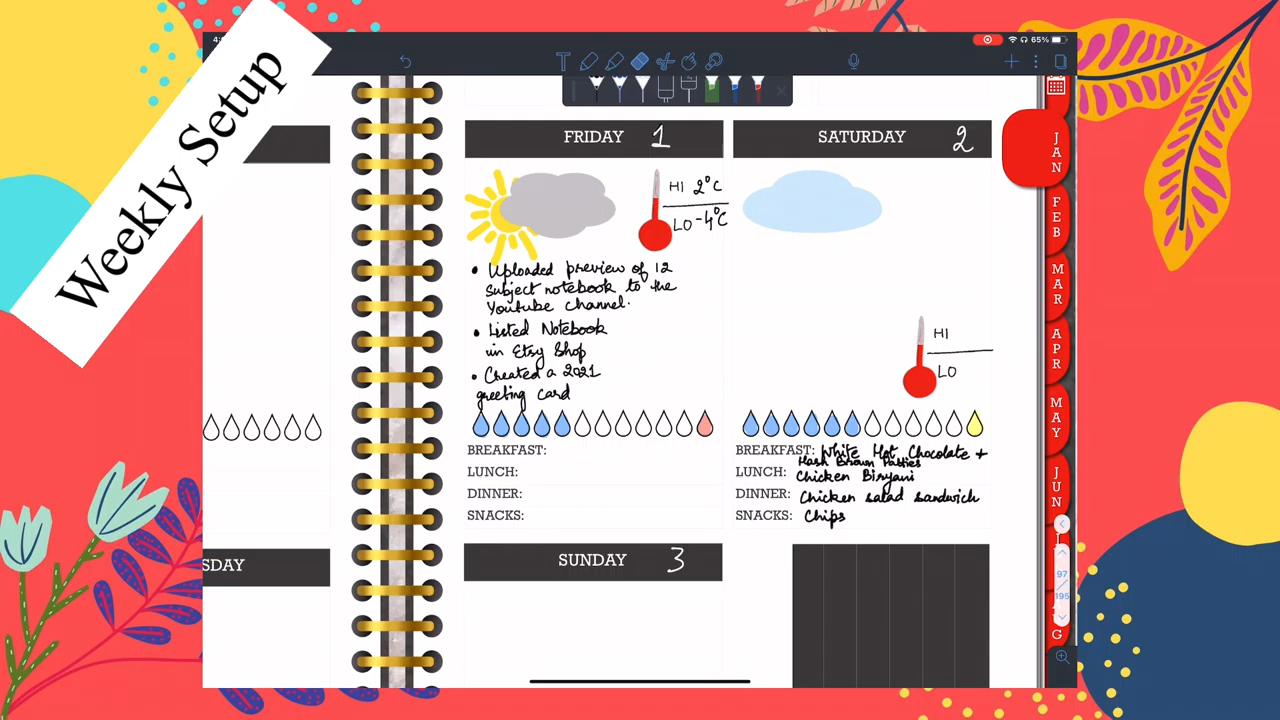 Weekly Setup
65%
FRIDAY 1
SATURDAY 2
HI 2°C
LO -4°C
• Uploaded preview of 12
subject notebook to the
Youtube channel.
• Listed Notebook
in Etsy Shop
• Created a 2021
greeting card
BREAKFAST:
LUNCH:
DINNER:
SNACKS:
HI
LO
BREAKFAST: White Hot Chocolate +
Hash Brown Patties
LUNCH: Chicken Biryani
DINNER: Chicken salad sandwich
SNACKS: Chips
SDAY
SUNDAY 3
JAN
FEB
MAR
APR
MAY
JUN
97
195
G